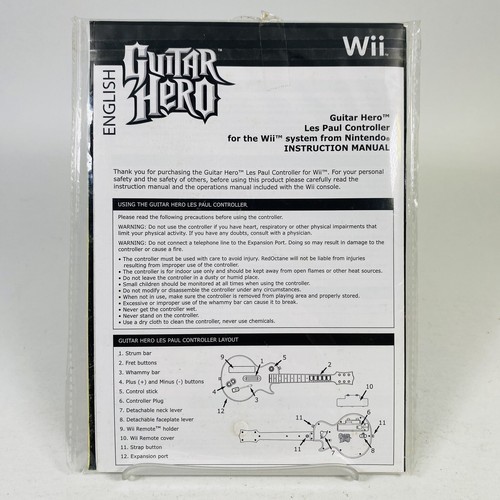 ENGLISH
GUITAR HERO™
Wii™
Guitar Hero™
Les Paul Controller
for the Wii™ system from Nintendo®
INSTRUCTION MANUAL
Thank you for purchasing the Guitar Hero™ Les Paul Controller for Wii™. For your personal
safety and the safety of others, before using this product please carefully read the
instruction manual and the operations manual included with the Wii console.
USING THE GUITAR HERO LES PAUL CONTROLLER.
Please read the following precautions before using the controller.
WARNING: Do not use the controller if you have heart, respiratory or other physical impairments that
limit your physical activity. If you have any doubts, consult with a physician.
WARNING: Do not connect a telephone line to the Expansion Port. Doing so may result in damage to the
controller or cause a fire.
• The controller must be used with care to avoid injury. RedOctane will not be liable from injuries
resulting from improper use of the controller.
• The controller is for indoor use only and should be kept away from open flames or other heat sources.
• Do not leave the controller in a dusty or humid place.
• Small children should be monitored at all times when using the controller.
• Do not modify or disassemble the controller under any circumstances.
• When not in use, make sure the controller is removed from playing area and properly stored.
• Excessive or improper use of the whammy bar can cause it to break.
• Never get the controller wet.
• Never stand on the controller.
• Use a dry cloth to clean the controller, never use chemicals.
GUITAR HERO LES PAUL CONTROLLER LAYOUT
1. Strum bar
2. Fret buttons
3. Whammy bar
4. Plus (+) and Minus (-) buttons
5. Control stick
6. Controller Plug
7. Detachable neck lever
8. Detachable faceplate lever
9. Wii Remote™ holder
10. Wii Remote cover
11. Strap button
12. Expansion port
9
1
5
2
4
3
10
6
11
12
7
11
8